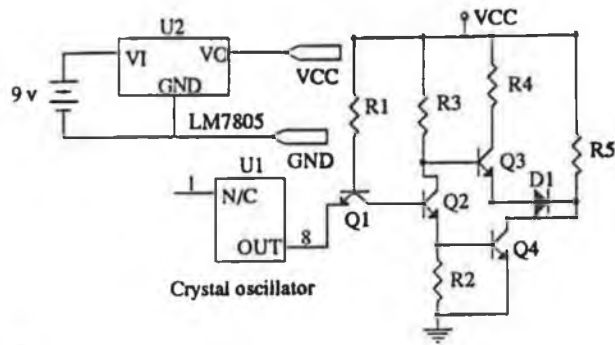 U2
VCC
VI
VO
GND
VCC
9 v
LM7805
GND
R1
R3
R4
R5
U1
1
N/C
OUT
8
Q1
Q2
Q3
D1
Q4
R2
Crystal oscillator